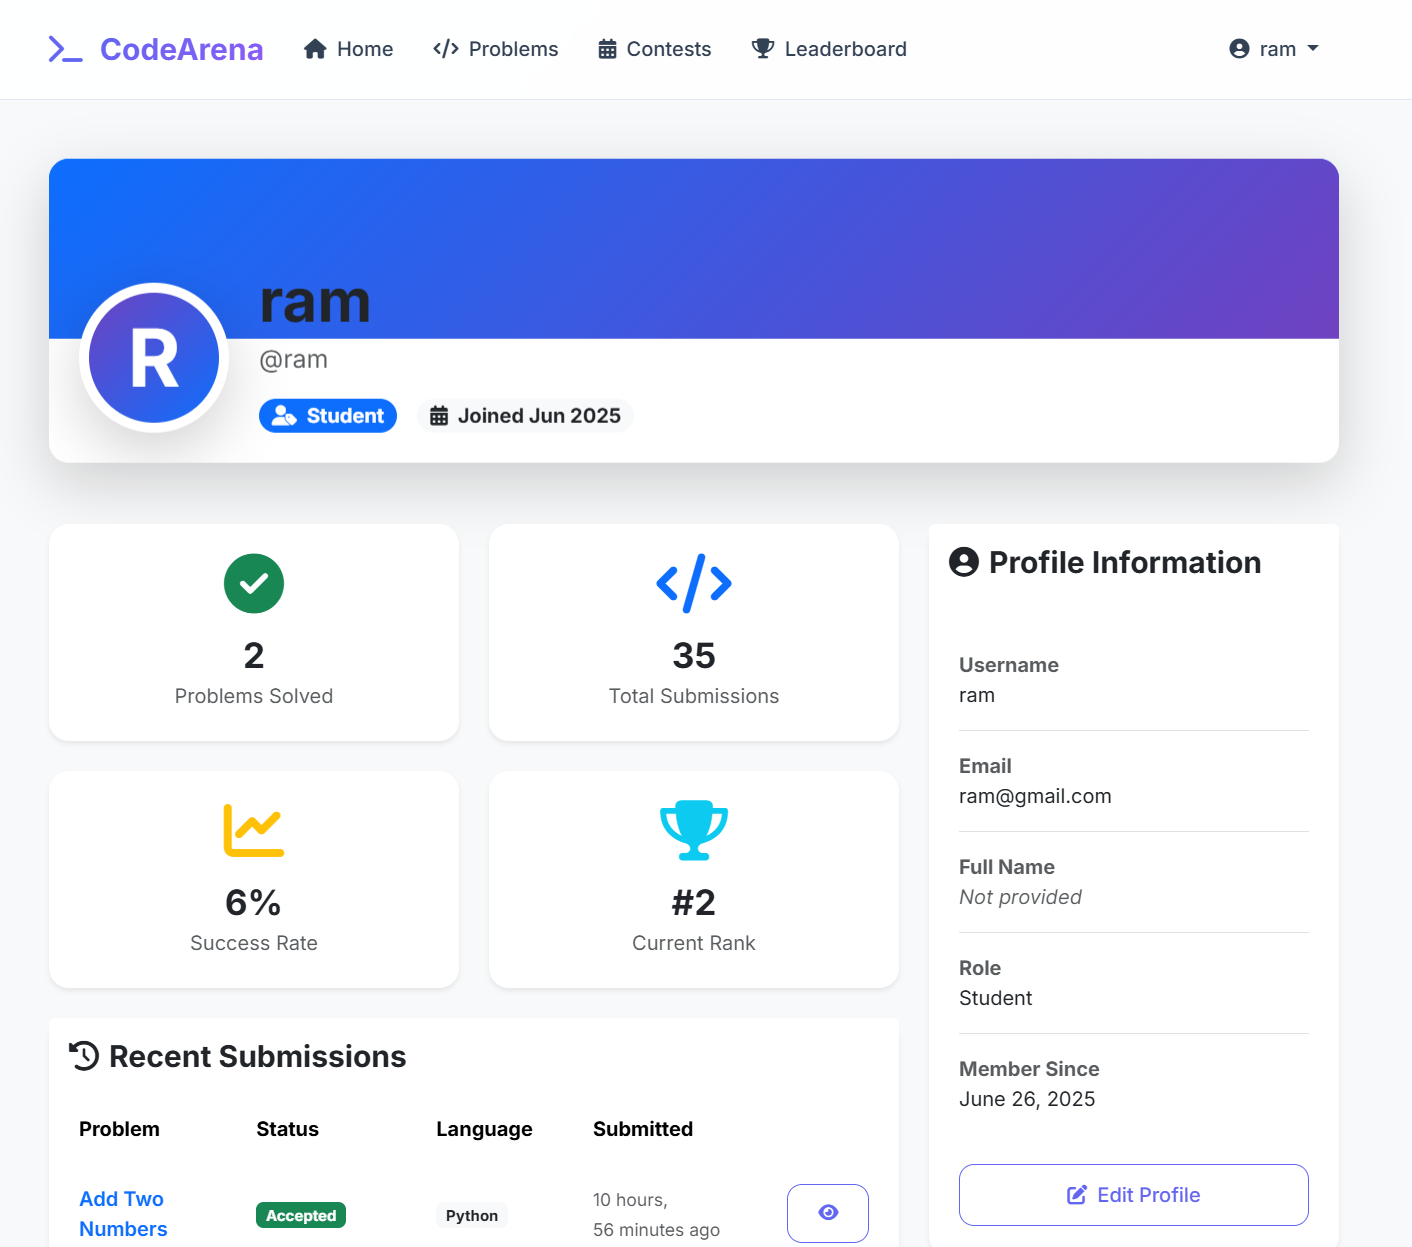 CodeArena
Home
Problems
Contests
Leaderboard
ram
R
ram
@ram
Student
Joined Jun 2025
2
Problems Solved
35
Total Submissions
6%
Success Rate
#2
Current Rank
Recent Submissions
Problem Status Language Submitted
Add Two
Numbers
Accepted
Python
10 hours,
56 minutes ago
Profile Information
Username
ram
Email
ram@gmail.com
Full Name
Not provided
Role
Student
Member Since
June 26, 2025
Edit Profile